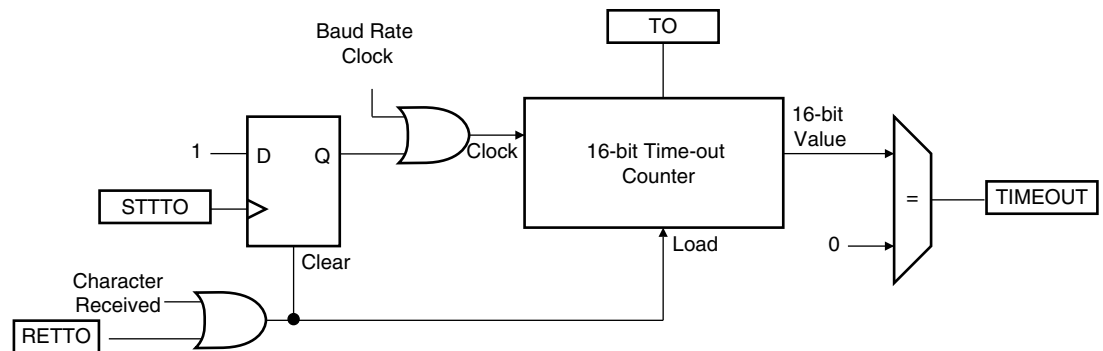 TO
Baud Rate
Clock
16-bit
Value
1
D
Q
Clock
16-bit Time-out
Counter
STTTO
=
TIMEOUT
Clear
Load
0
Character
Received
RETTO